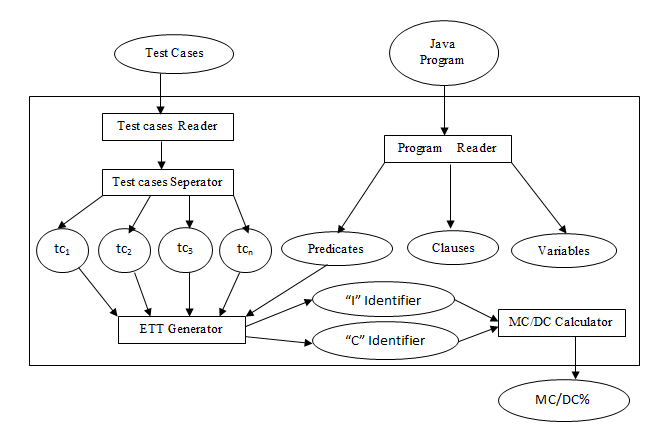 Test Cases
Java
Program
Test cases Reader
Program Reader
Test cases Seperator
tc1
tc2
tc3
tcn
Predicates
Clauses
Variables
"I" Identifier
ETT Generator
MC/DC Calculator
"C" Identifier
MC/DC%